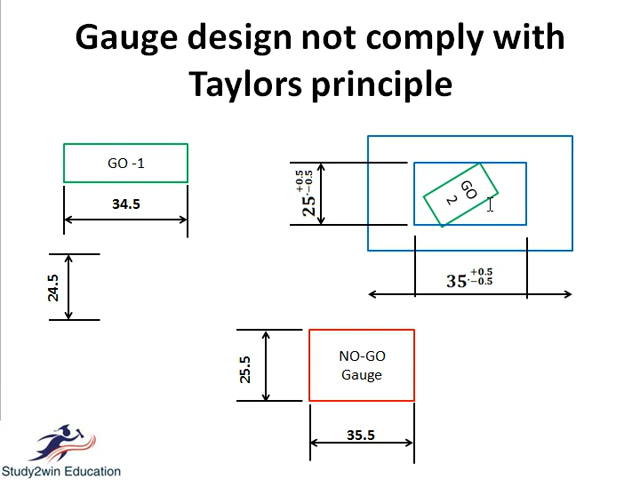 Gauge design not comply with
Taylors principle
GO -1
34.5
24.5
25 +0.5 -0.5
GO
2
35 +0.5 -0.5
25.5
NO-GO
Gauge
35.5
Study2win Education